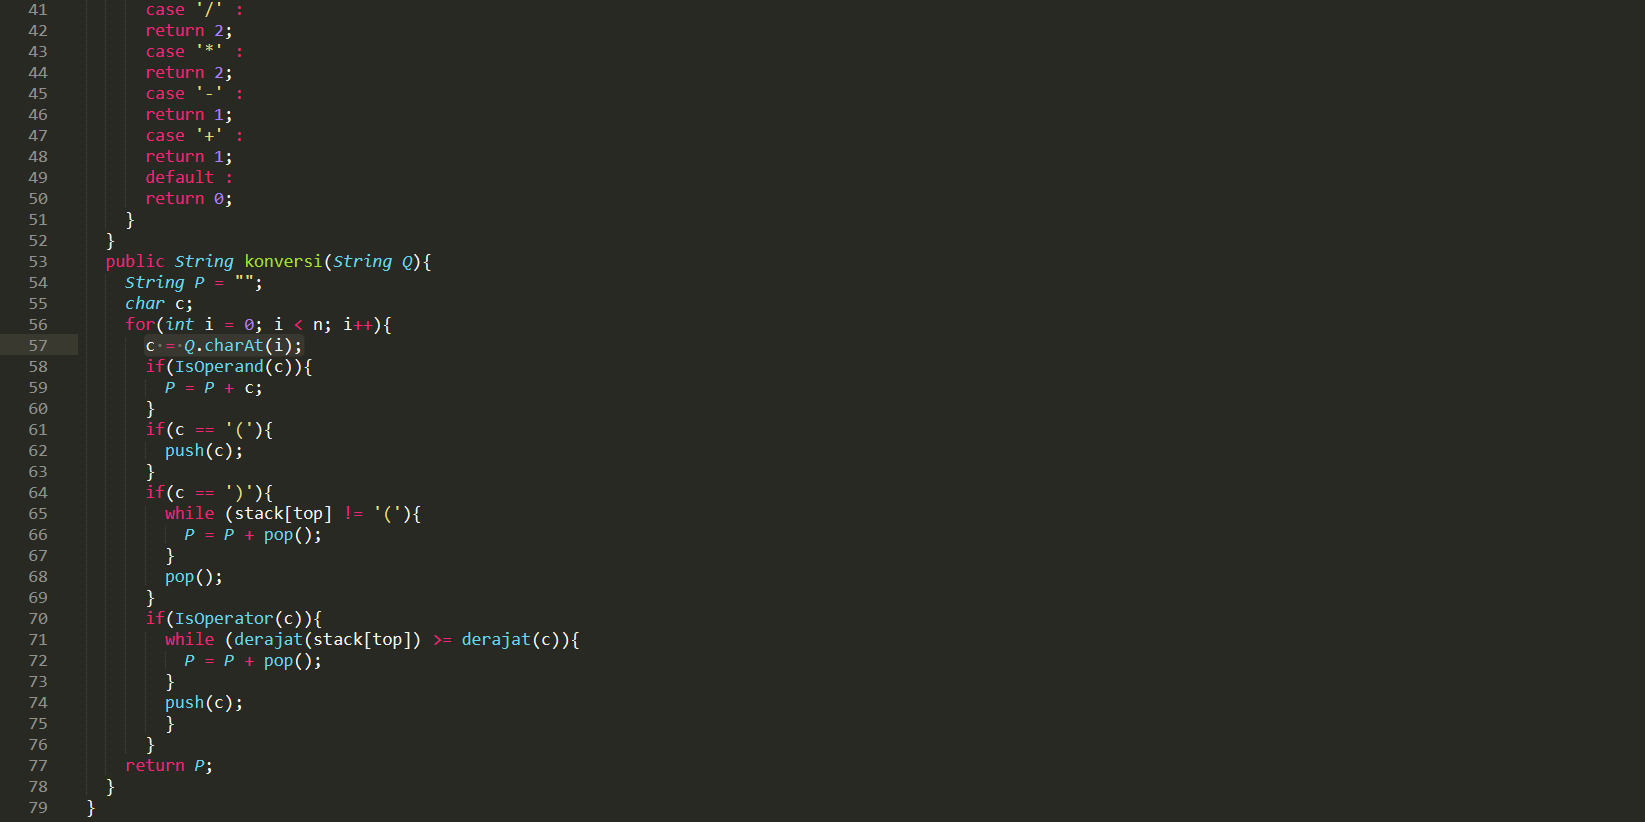 41 case '/' :
42 return 2;
43 case '*' :
44 return 2;
45 case '-' :
46 return 1;
47 case '+' :
48 return 1;
49 default :
50 return 0;
51 }
52 }
53 public String konversi(String Q){
54 String P = "";
55 char c;
56 for(int i = 0; i < n; i++){
57 c = Q.charAt(i);
58 if(IsOperand(c)){
59 P = P + c;
60 }
61 if(c == '('){
62 push(c);
63 }
64 if(c == ')'){
65 while (stack[top] != '('){
66 P = P + pop();
67 }
68 pop();
69 }
70 if(IsOperator(c)){
71 while (derajat(stack[top]) >= derajat(c)){
72 P = P + pop();
73 }
74 push(c);
75 }
76 }
77 return P;
78 }
79 }